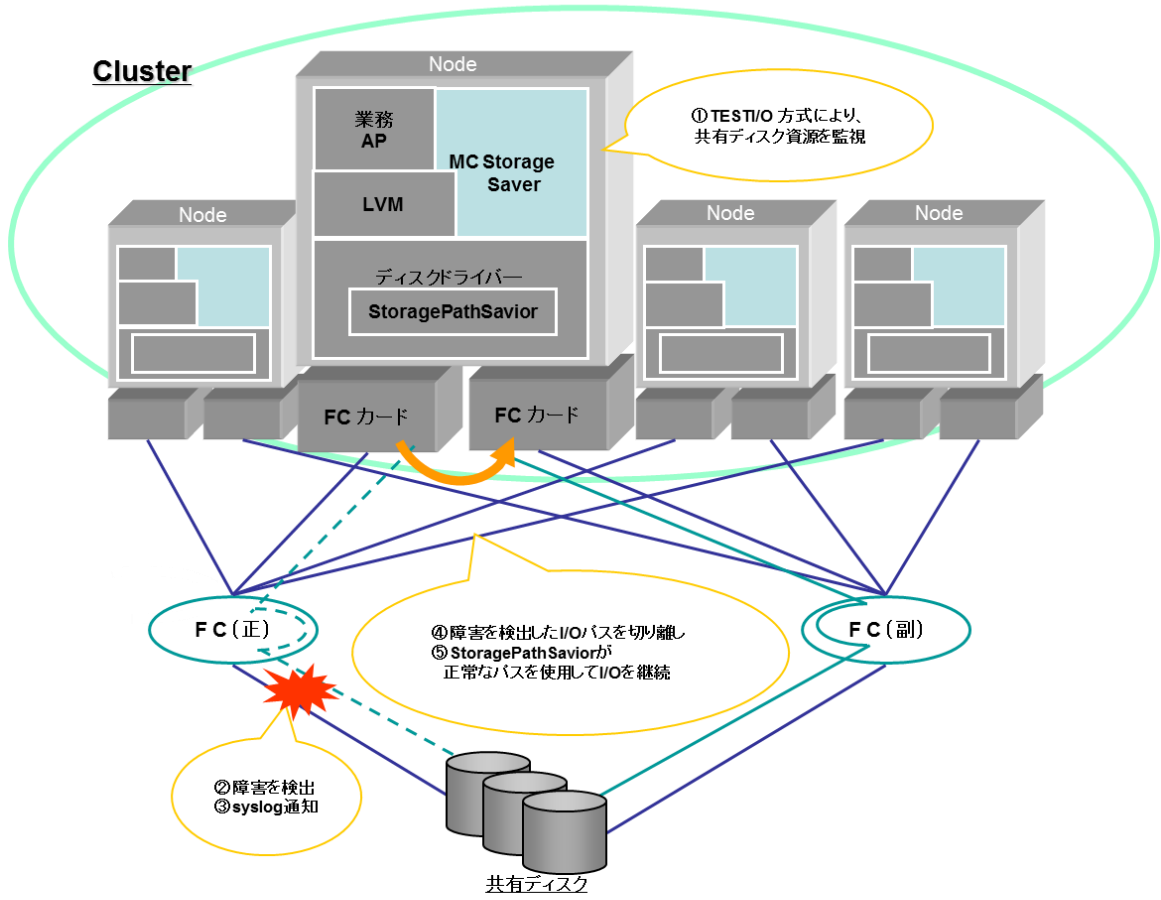 Cluster
Node
業務
AP
MC Storage
Saver
LVM
ディスクドライバー
StoragePathSavior
①TESTI/O 方式により、
共有ディスク資源を監視
Node
Node
Node
FC カード
FC カード
F C（正）
F C（副）
④障害を検出したI/Oパスを切り離し
⑤StoragePathSaviorが
正常なパスを使用してI/Oを継続
②障害を検出
③syslog通知
共有ディスク